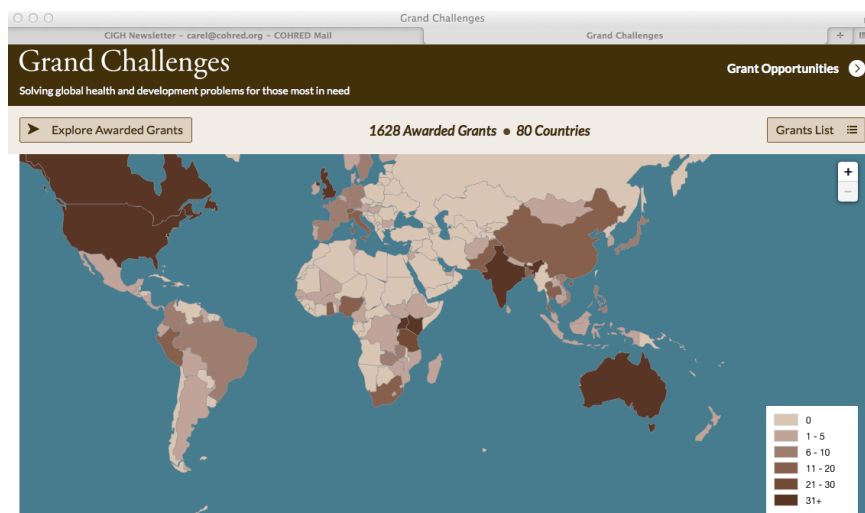 Grand Challenges
CIGH Newsletter – carel@cohred.org – COHRED Mail
Grand Challenges
Grand Challenges
Grant Opportunities
Solving global health and development problems for those most in need
Explore Awarded Grants
1628 Awarded Grants ● 80 Countries
Grants List
+
−
0
1 - 5
6 - 10
11 - 20
21 - 30
31+